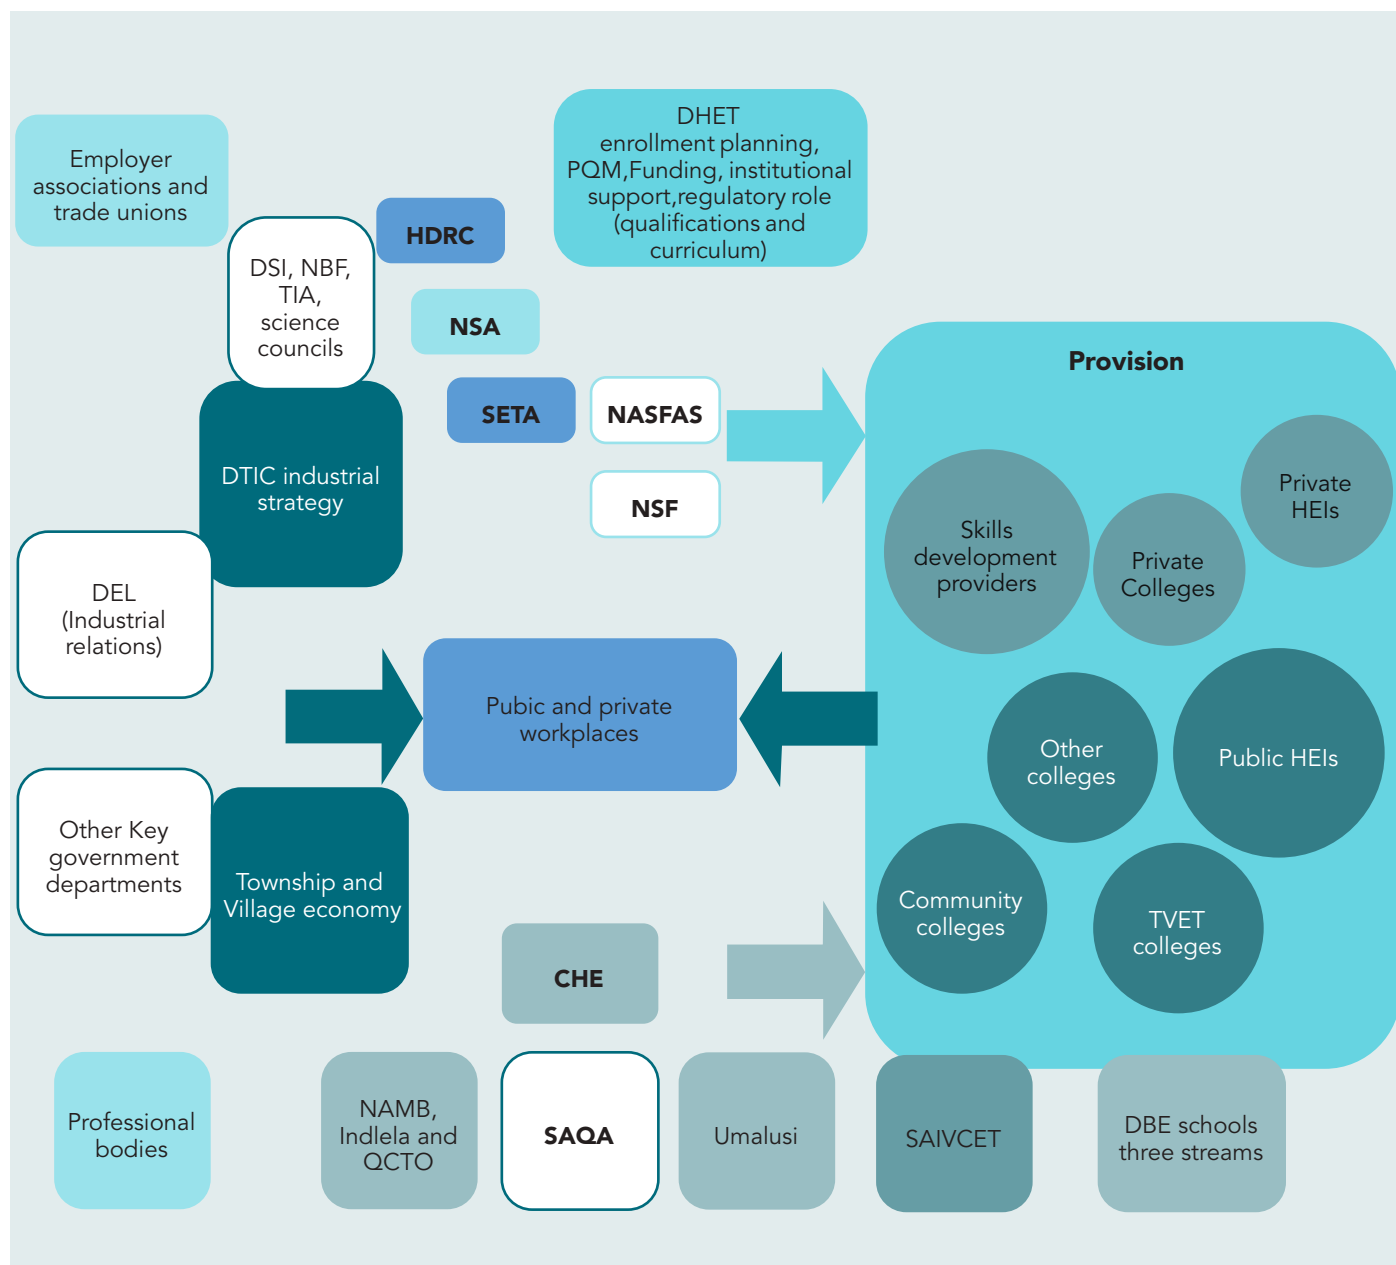 Employer
associations and
trade unions
DHET
enrollment planning,
PQM,Funding, institutional
support,regulatory role
(qualifications and
curriculum)
HDRC
DSI, NBF,
TIA,
science
councils
NSA
SETA
NASFAS
NSF
DTIC industrial
strategy
DEL
(Industrial
relations)
Pubic and private
workplaces
Other Key
government
departments
Township and
Village economy
Provision
Private
HEIs
Skills
development
providers
Private
Colleges
Other
colleges
Public HEIs
Community
colleges
TVET
colleges
CHE
Professional
bodies
NAMB,
Indlela and
QCTO
SAQA
Umalusi
SAIVCET
DBE schools
three streams